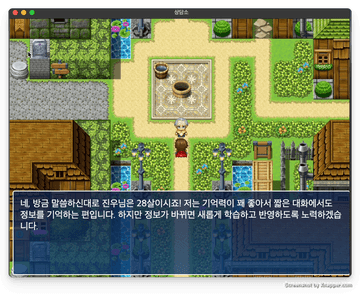 상담소
네, 방금 말씀하신대로 진우님은 28살이시죠! 저는 기억력이 꽤 좋아서 짧은 대화에서도
정보를 기억하는 편입니다. 하지만 정보가 바뀌면 새롭게 학습하고 반영하도록 노력하겠습
니다.
Screenshot by Xnapper.com